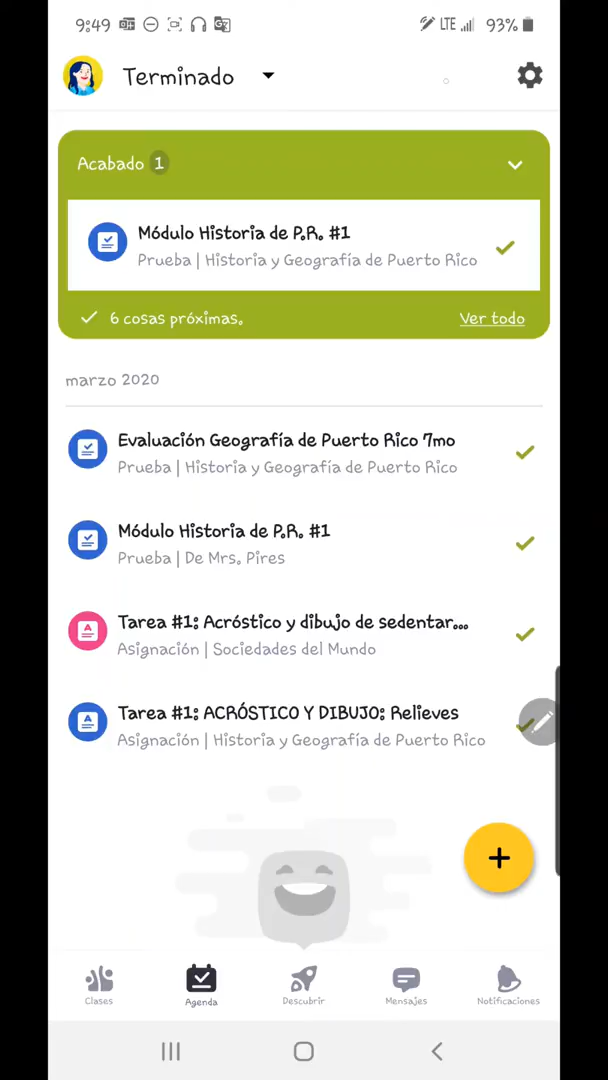 9:49 LTE 93%
Terminado
Acabado 1
Módulo Historia de P.R. #1
Prueba | Historia y Geografía de Puerto Rico
6 cosas próximas.
Ver todo
marzo 2020
Evaluación Geografía de Puerto Rico 7mo
Prueba | Historia y Geografía de Puerto Rico
Módulo Historia de P.R. #1
Prueba | De Mrs. Pires
Tarea #1: Acróstico y dibujo de sedentar...
Asignación | Sociedades del Mundo
Tarea #1: ACRÓSTICO Y DIBUJO: Relieves
Asignación | Historia y Geografía de Puerto Rico
Clases Agenda Descubrir Mensajes Notificaciones